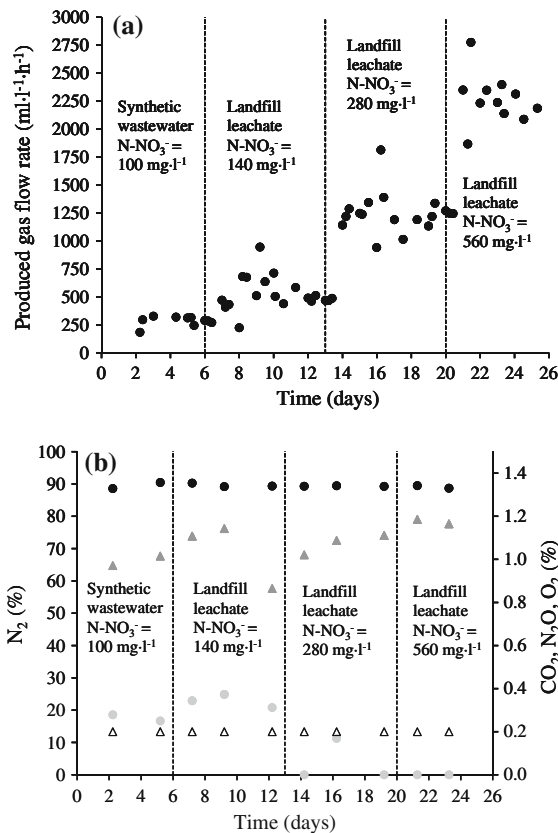 (a)
3000
2750
2500
2250
2000
1750
1500
1250
1000
750
500
250
0
Produced gas flow rate (ml·l⁻¹·h⁻¹)
Synthetic
wastewater
N-NO₃⁻ =
100 mg·l⁻¹
Landfill
leachate
N-NO₃⁻ =
140 mg·l⁻¹
Landfill
leachate
N-NO₃⁻ =
280 mg·l⁻¹
Landfill
leachate
N-NO₃⁻ =
560 mg·l⁻¹
0 2 4 6 8 10 12 14 16 18 20 22 24 26
Time (days)
(b)
100
90
80
70
60
50
40
30
20
10
0
N₂ (%)
Synthetic
wastewater
N-NO₃⁻ =
100 mg·l⁻¹
Landfill
leachate
N-NO₃⁻ =
140 mg·l⁻¹
Landfill
leachate
N-NO₃⁻ =
280 mg·l⁻¹
Landfill
leachate
N-NO₃⁻ =
560 mg·l⁻¹
1.4
1.2
1.0
0.8
0.6
0.4
0.2
0.0
CO₂, N₂O, O₂ (%)
0 2 4 6 8 10 12 14 16 18 20 22 24 26
Time (days)